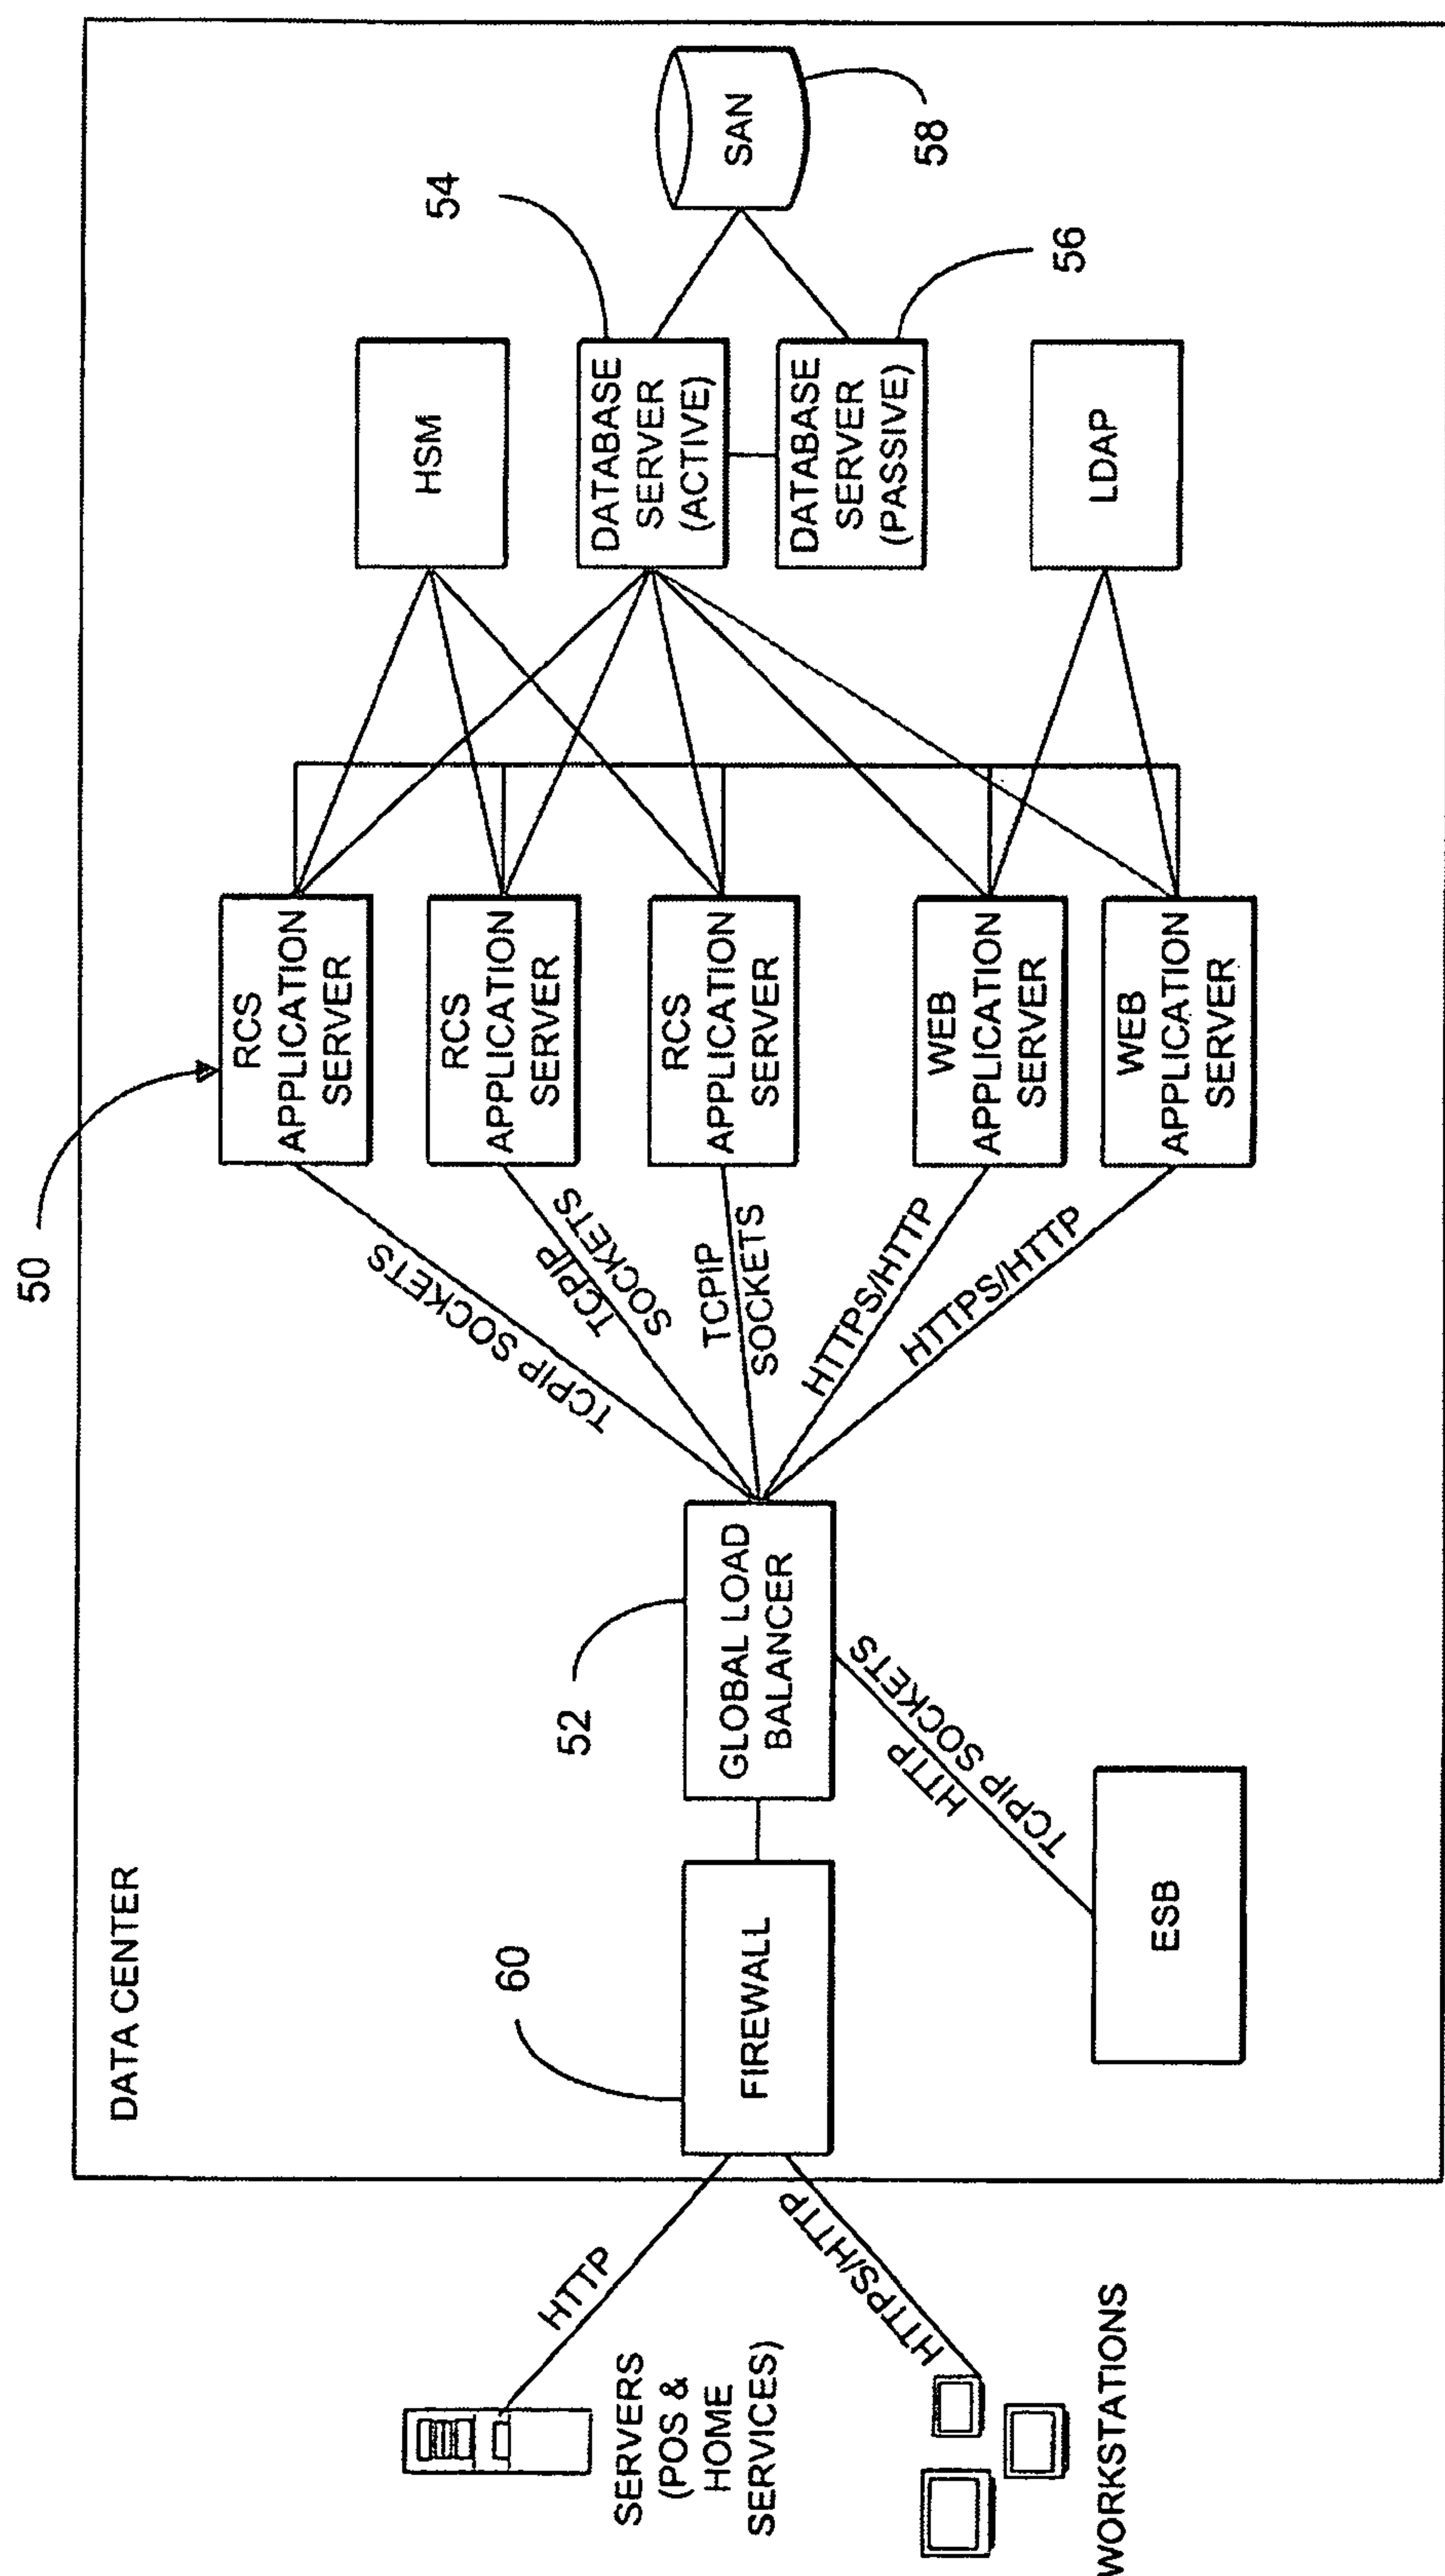 DATA CENTER
SERVERS
(POS &
HOME
SERVICES)
WORKSTATIONS
HTTP
HTTPS/HTTP
60
FIREWALL
52
GLOBAL LOAD
BALANCER
ESB
HTTP
TCPIP SOCKETS
TCPIP SOCKETS
TCPIP
SOCKETS
SOCKETS
TCPIP
SOCKETS
HTTPS/HTTP
HTTPS/HTTP
50
RCS
APPLICATION
SERVER
RCS
APPLICATION
SERVER
RCS
APPLICATION
SERVER
WEB
APPLICATION
SERVER
WEB
APPLICATION
SERVER
HSM
54
DATABASE
SERVER
(ACTIVE)
DATABASE
SERVER
(PASSIVE)
56
LDAP
SAN
58